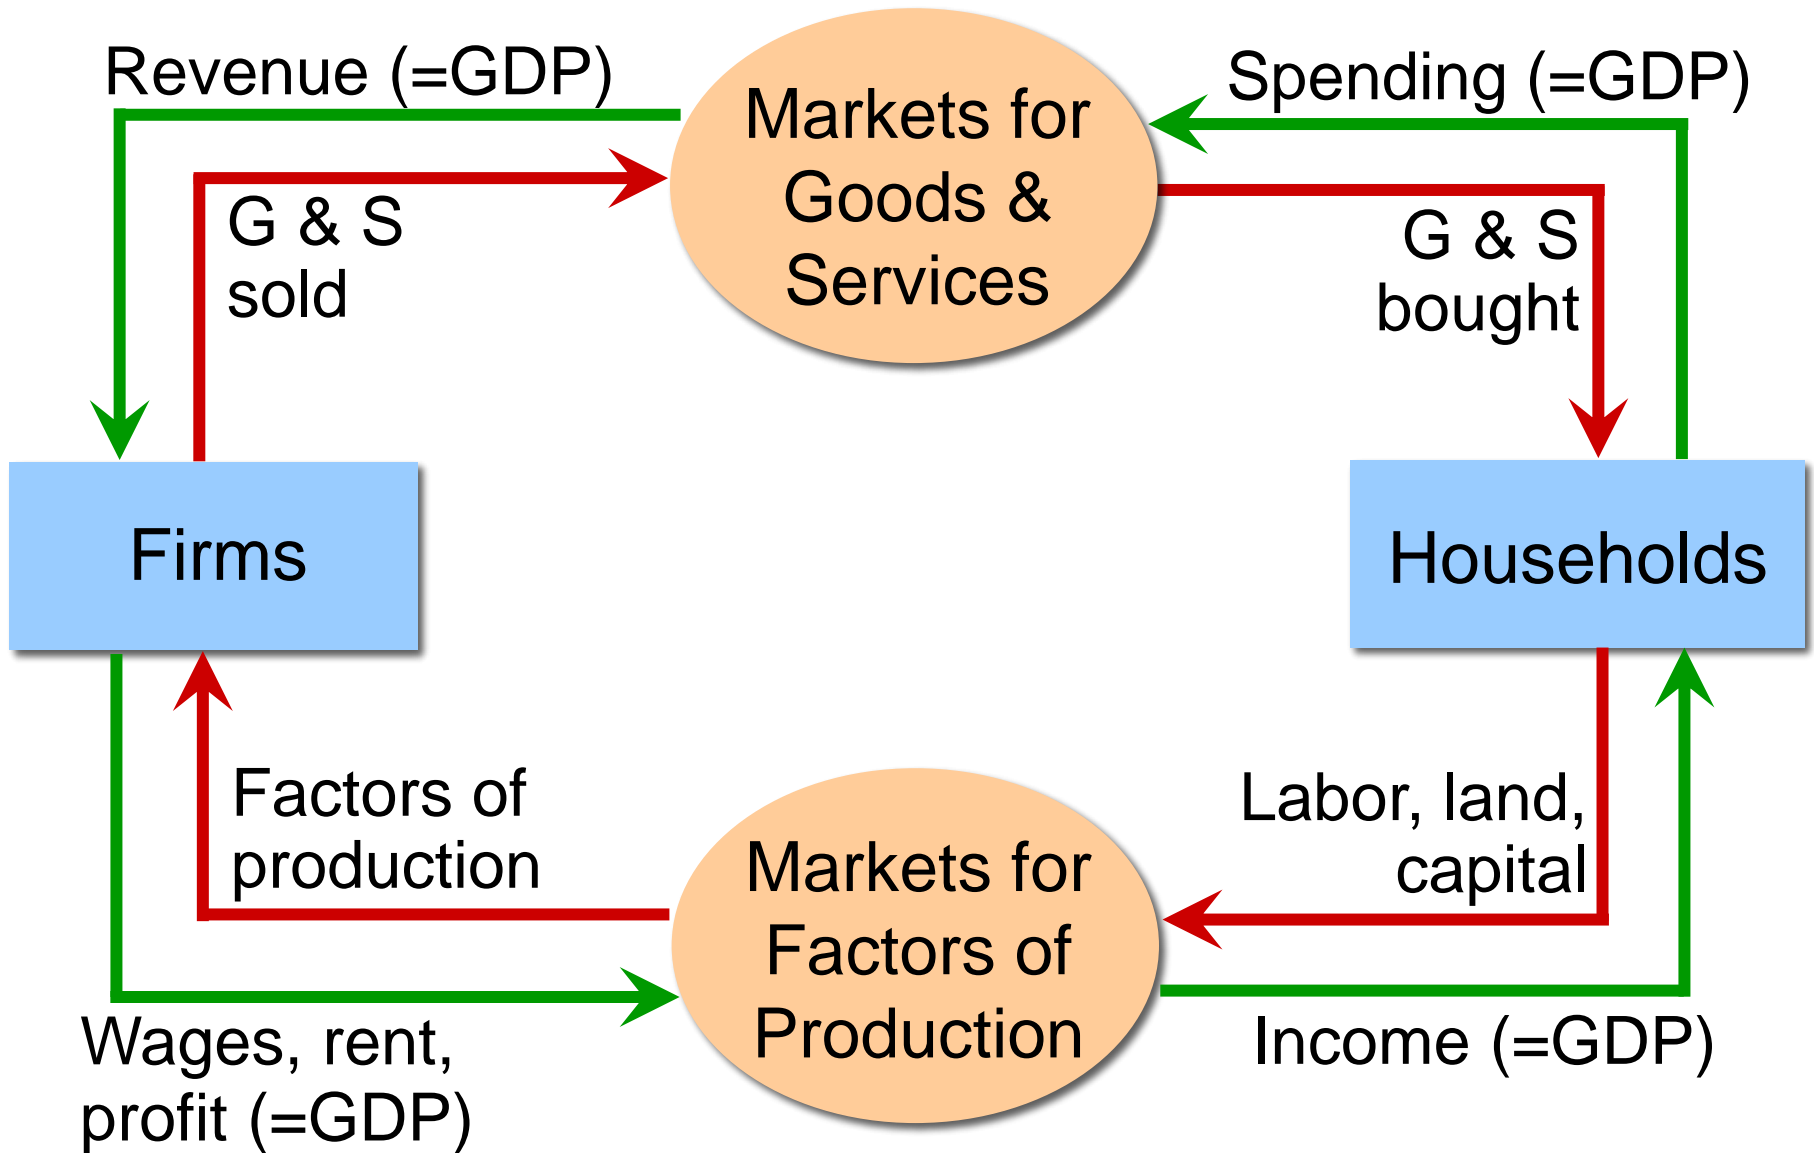 Revenue (=GDP)
Markets for
Goods &
Services
Spending (=GDP)
G & S
sold
G & S
bought
Firms
Households
Factors of
production
Markets for
Factors of
Production
Labor, land,
capital
Wages, rent,
profit (=GDP)
Income (=GDP)